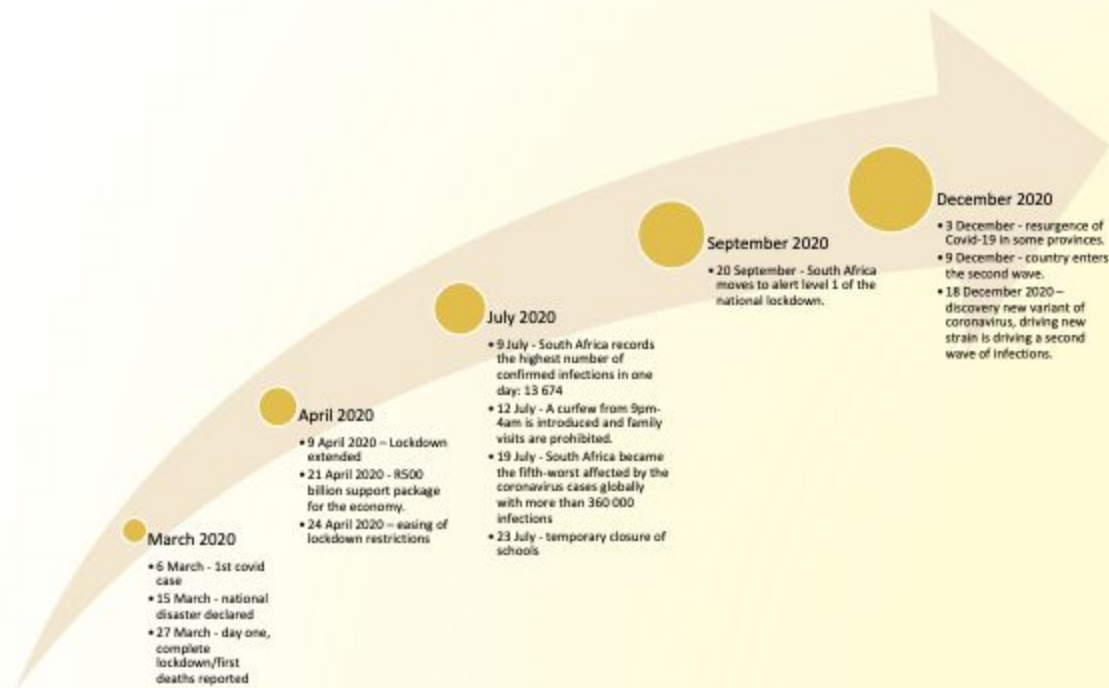 March 2020
• 6 March - 1st covid
case
• 15 March - national
disaster declared
• 27 March - day one,
complete
lockdown/first
deaths reported
April 2020
• 9 April 2020 – Lockdown
extended
• 21 April 2020 - R500
billion support package
for the economy.
• 24 April 2020 – easing of
lockdown restrictions
July 2020
• 9 July - South Africa records
the highest number of
confirmed infections in one
day: 13 674
• 12 July - A curfew from 9pm-
4am is introduced and family
visits are prohibited.
• 19 July - South Africa became
the fifth-worst affected by the
coronavirus cases globally
with more than 360 000
infections
• 23 July - temporary closure of
schools
September 2020
• 20 September - South Africa
moves to alert level 1 of the
national lockdown.
December 2020
• 3 December - resurgence of
Covid-19 in some provinces.
• 9 December - country enters
the second wave.
• 18 December 2020 –
discovery new variant of
coronavirus, driving new
strain is driving a second
wave of infections.